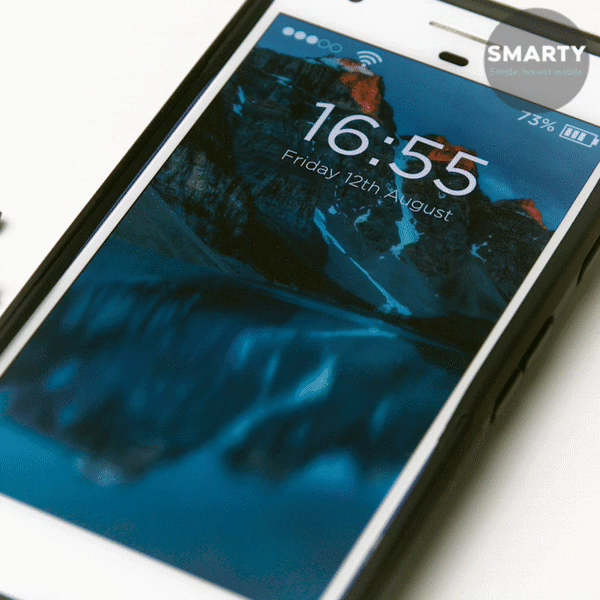 SMARTY
Simple, honest mobile
73%
16:55
Friday 12th August